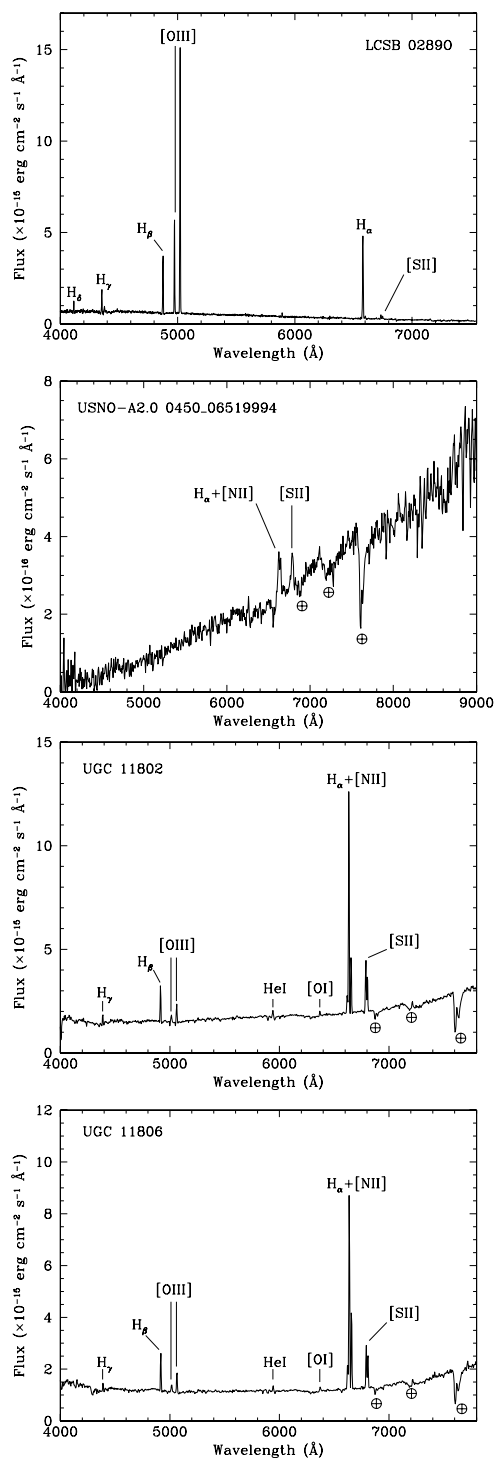 [OIII]
LCSB 02890
Hβ
Hα
[SII]
Hγ
Hδ
15
10
5
0
4000 5000 6000 7000
Wavelength (Å)
Flux (×10⁻¹⁵ erg cm⁻² s⁻¹ Å⁻¹)
USNO-A2.0 0450_06519994
Hα+[NII] [SII]
⊕
⊕
⊕
8
6
4
2
0
4000 5000 6000 7000 8000 9000
Wavelength (Å)
Flux (×10⁻¹⁶ erg cm⁻² s⁻¹ Å⁻¹)
UGC 11802
Hα+[NII]
[SII]
[OIII]
Hβ
Hγ
HeI [OI]
⊕
⊕
⊕
15
10
5
0
4000 5000 6000 7000
Wavelength (Å)
Flux (×10⁻¹⁵ erg cm⁻² s⁻¹ Å⁻¹)
UGC 11806
Hα+[NII]
[SII]
[OIII]
Hβ
Hγ
HeI [OI]
⊕
⊕
⊕
12
10
8
6
4
2
0
4000 5000 6000 7000
Wavelength (Å)
Flux (×10⁻¹⁵ erg cm⁻² s⁻¹ Å⁻¹)